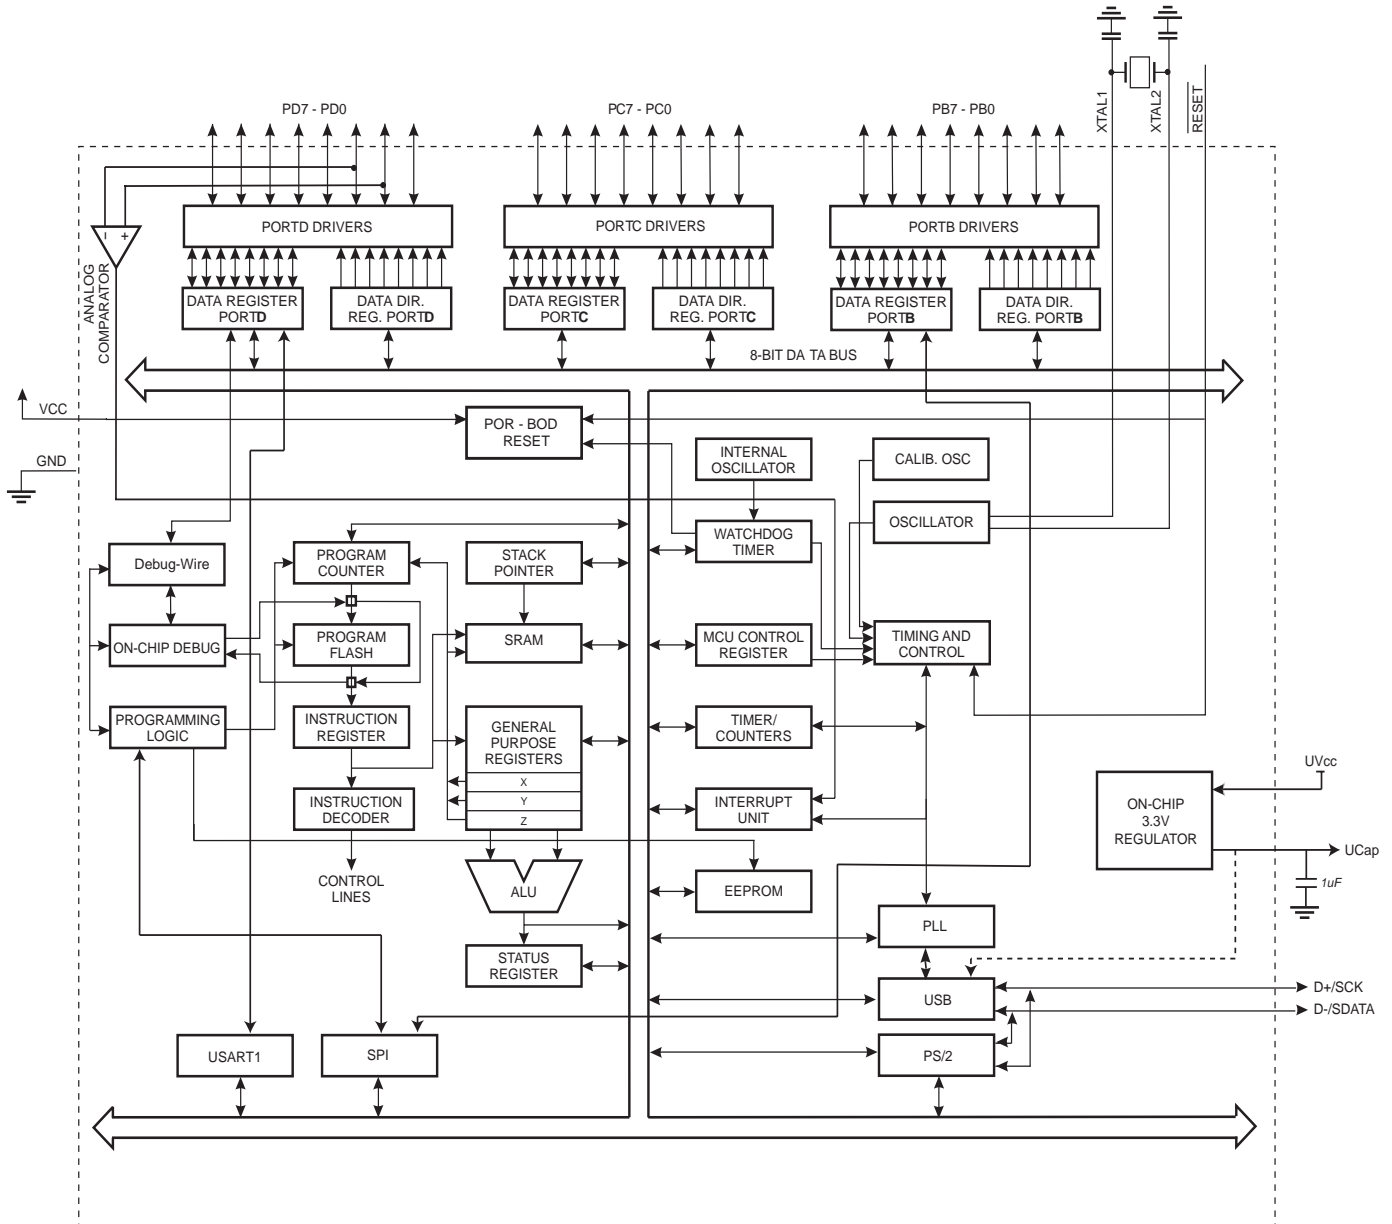 XTAL1
XTAL2
RESET
PD7 - PD0
PC7 - PC0
PB7 - PB0
PORTD DRIVERS
PORTC DRIVERS
PORTB DRIVERS
- +
ANALOG
COMPARATOR
DATA REGISTER
PORTD
DATA DIR.
REG. PORTD
DATA REGISTER
PORTC
DATA DIR.
REG. PORTC
DATA REGISTER
PORTB
DATA DIR.
REG. PORTB
8-BIT DA TA BUS
VCC
GND
POR - BOD
RESET
INTERNAL
OSCILLATOR
CALIB. OSC
OSCILLATOR
WATCHDOG
TIMER
Debug-Wire
PROGRAM
COUNTER
STACK
POINTER
ON-CHIP DEBUG
PROGRAM
FLASH
SRAM
MCU CONTROL
REGISTER
TIMING AND
CONTROL
PROGRAMMING
LOGIC
INSTRUCTION
REGISTER
GENERAL
PURPOSE
REGISTERS
X
Y
Z
TIMER/
COUNTERS
INSTRUCTION
DECODER
INTERRUPT
UNIT
UVcc
ON-CHIP
3.3V
REGULATOR
UCap
1uF
CONTROL
LINES
ALU
EEPROM
PLL
STATUS
REGISTER
USB
D+/SCK
D-/SDATA
USART1
SPI
PS/2